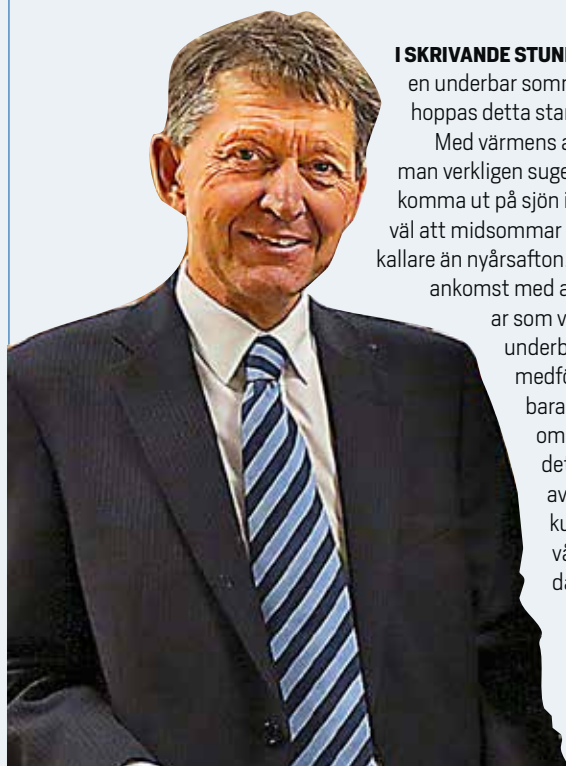 I SKRIVANDE STUND
en underbar somm
hoppas detta star
Med värmens a
man verkligen suge
komma ut på sjön i
väl att midsommar
kallare än nyårsafton
ankomst med a
ar som v
underb
medfö
bara
om
det
av
ku
vå
da